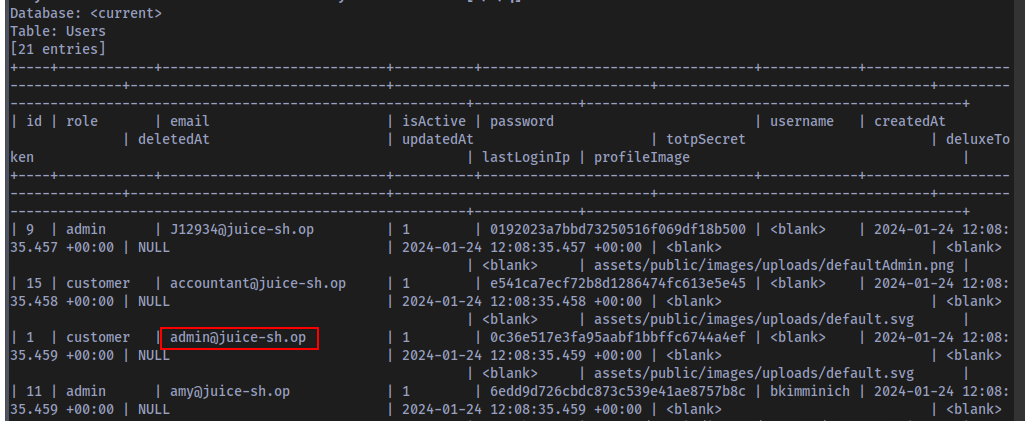 Database: <current>
Table: Users
[21 entries]
+----+------------+----------------------------+----------+----------------------------------+------------+------------------
--------------+--------------------------------+--------------------------------+-----------------------------------+---------
---------------------------------------------------------+-------------+-----------------------------------------------+
| id | role       | email                      | isActive | password                         | username   | createdAt
              | deletedAt                      | updatedAt                      | totpSecret                        | deluxeTo
ken                                                      | lastLoginIp | profileImage                                  |
+----+------------+----------------------------+----------+----------------------------------+------------+------------------
--------------+--------------------------------+--------------------------------+-----------------------------------+---------
---------------------------------------------------------+-------------+-----------------------------------------------+
| 9  | admin      | J12934@juice-sh.op         | 1        | 0192023a7bbd73250516f069df18b500 | <blank>    | 2024-01-24 12:08:
35.457 +00:00 | NULL                           | 2024-01-24 12:08:35.457 +00:00 | <blank>                           | <blank>
                                                         | <blank>     | assets/public/images/uploads/defaultAdmin.png |
| 15 | customer   | accountant@juice-sh.op     | 1        | e541ca7ecf72b8d1286474fc613e5e45 | <blank>    | 2024-01-24 12:08:
35.458 +00:00 | NULL                           | 2024-01-24 12:08:35.458 +00:00 | <blank>                           | <blank>
                                                         | <blank>     | assets/public/images/uploads/default.svg      |
| 1  | customer   | admin@juice-sh.op          | 1        | 0c36e517e3fa95aabf1bbffc6744a4ef | <blank>    | 2024-01-24 12:08:
35.459 +00:00 | NULL                           | 2024-01-24 12:08:35.459 +00:00 | <blank>                           | <blank>
                                                         | <blank>     | assets/public/images/uploads/default.svg      |
| 11 | admin      | amy@juice-sh.op            | 1        | 6edd9d726cbdc873c539e41ae8757b8c | bkimminich | 2024-01-24 12:08:
35.459 +00:00 | NULL                           | 2024-01-24 12:08:35.459 +00:00 | <blank>                           | <blank>